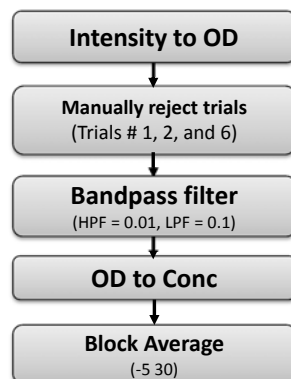 Intensity to OD
Manually reject trials
(Trials # 1, 2, and 6)
Bandpass filter
(HPF = 0.01, LPF = 0.1)
OD to Conc
Block Average
(-5 30)